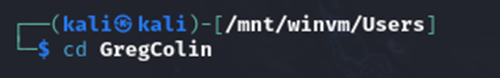 ┌──(kali㉿kali)-[/mnt/winvm/Users]
└─$ cd GregColin